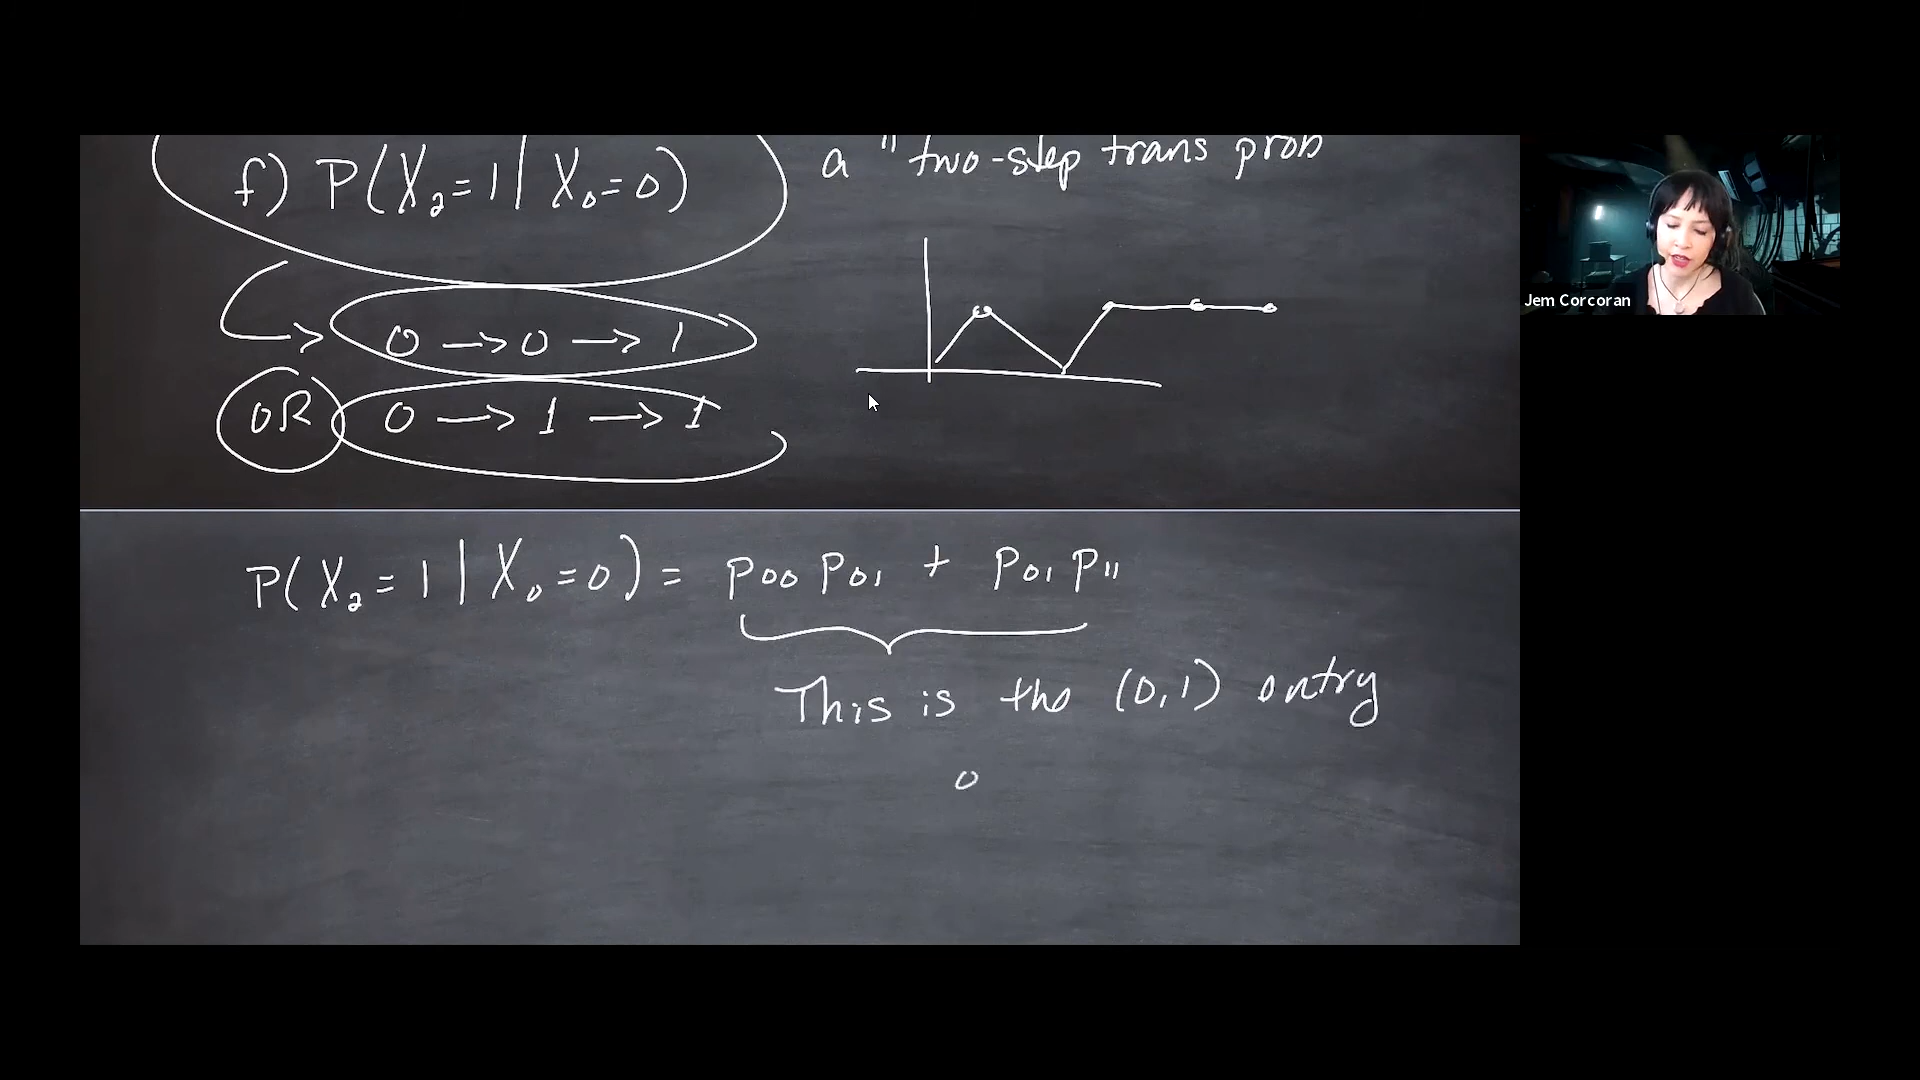 f) P(X₂=1 | X₀=0)
a "two-step trans prob
0 → 0 → 1
OR 0 → 1 → 1
P(X₂=1 | X₀=0) = p₀₀ p₀₁ + p₀₁ p₁₁
This is the (0,1) entry
o
Jem Corcoran